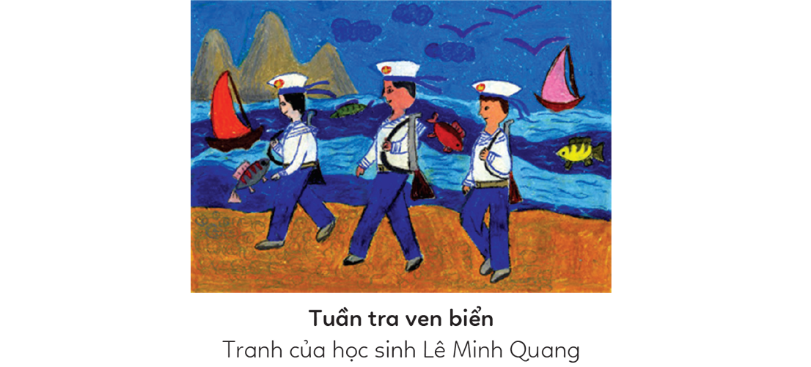 Tuần tra ven biển
Tranh của học sinh Lê Minh Quang